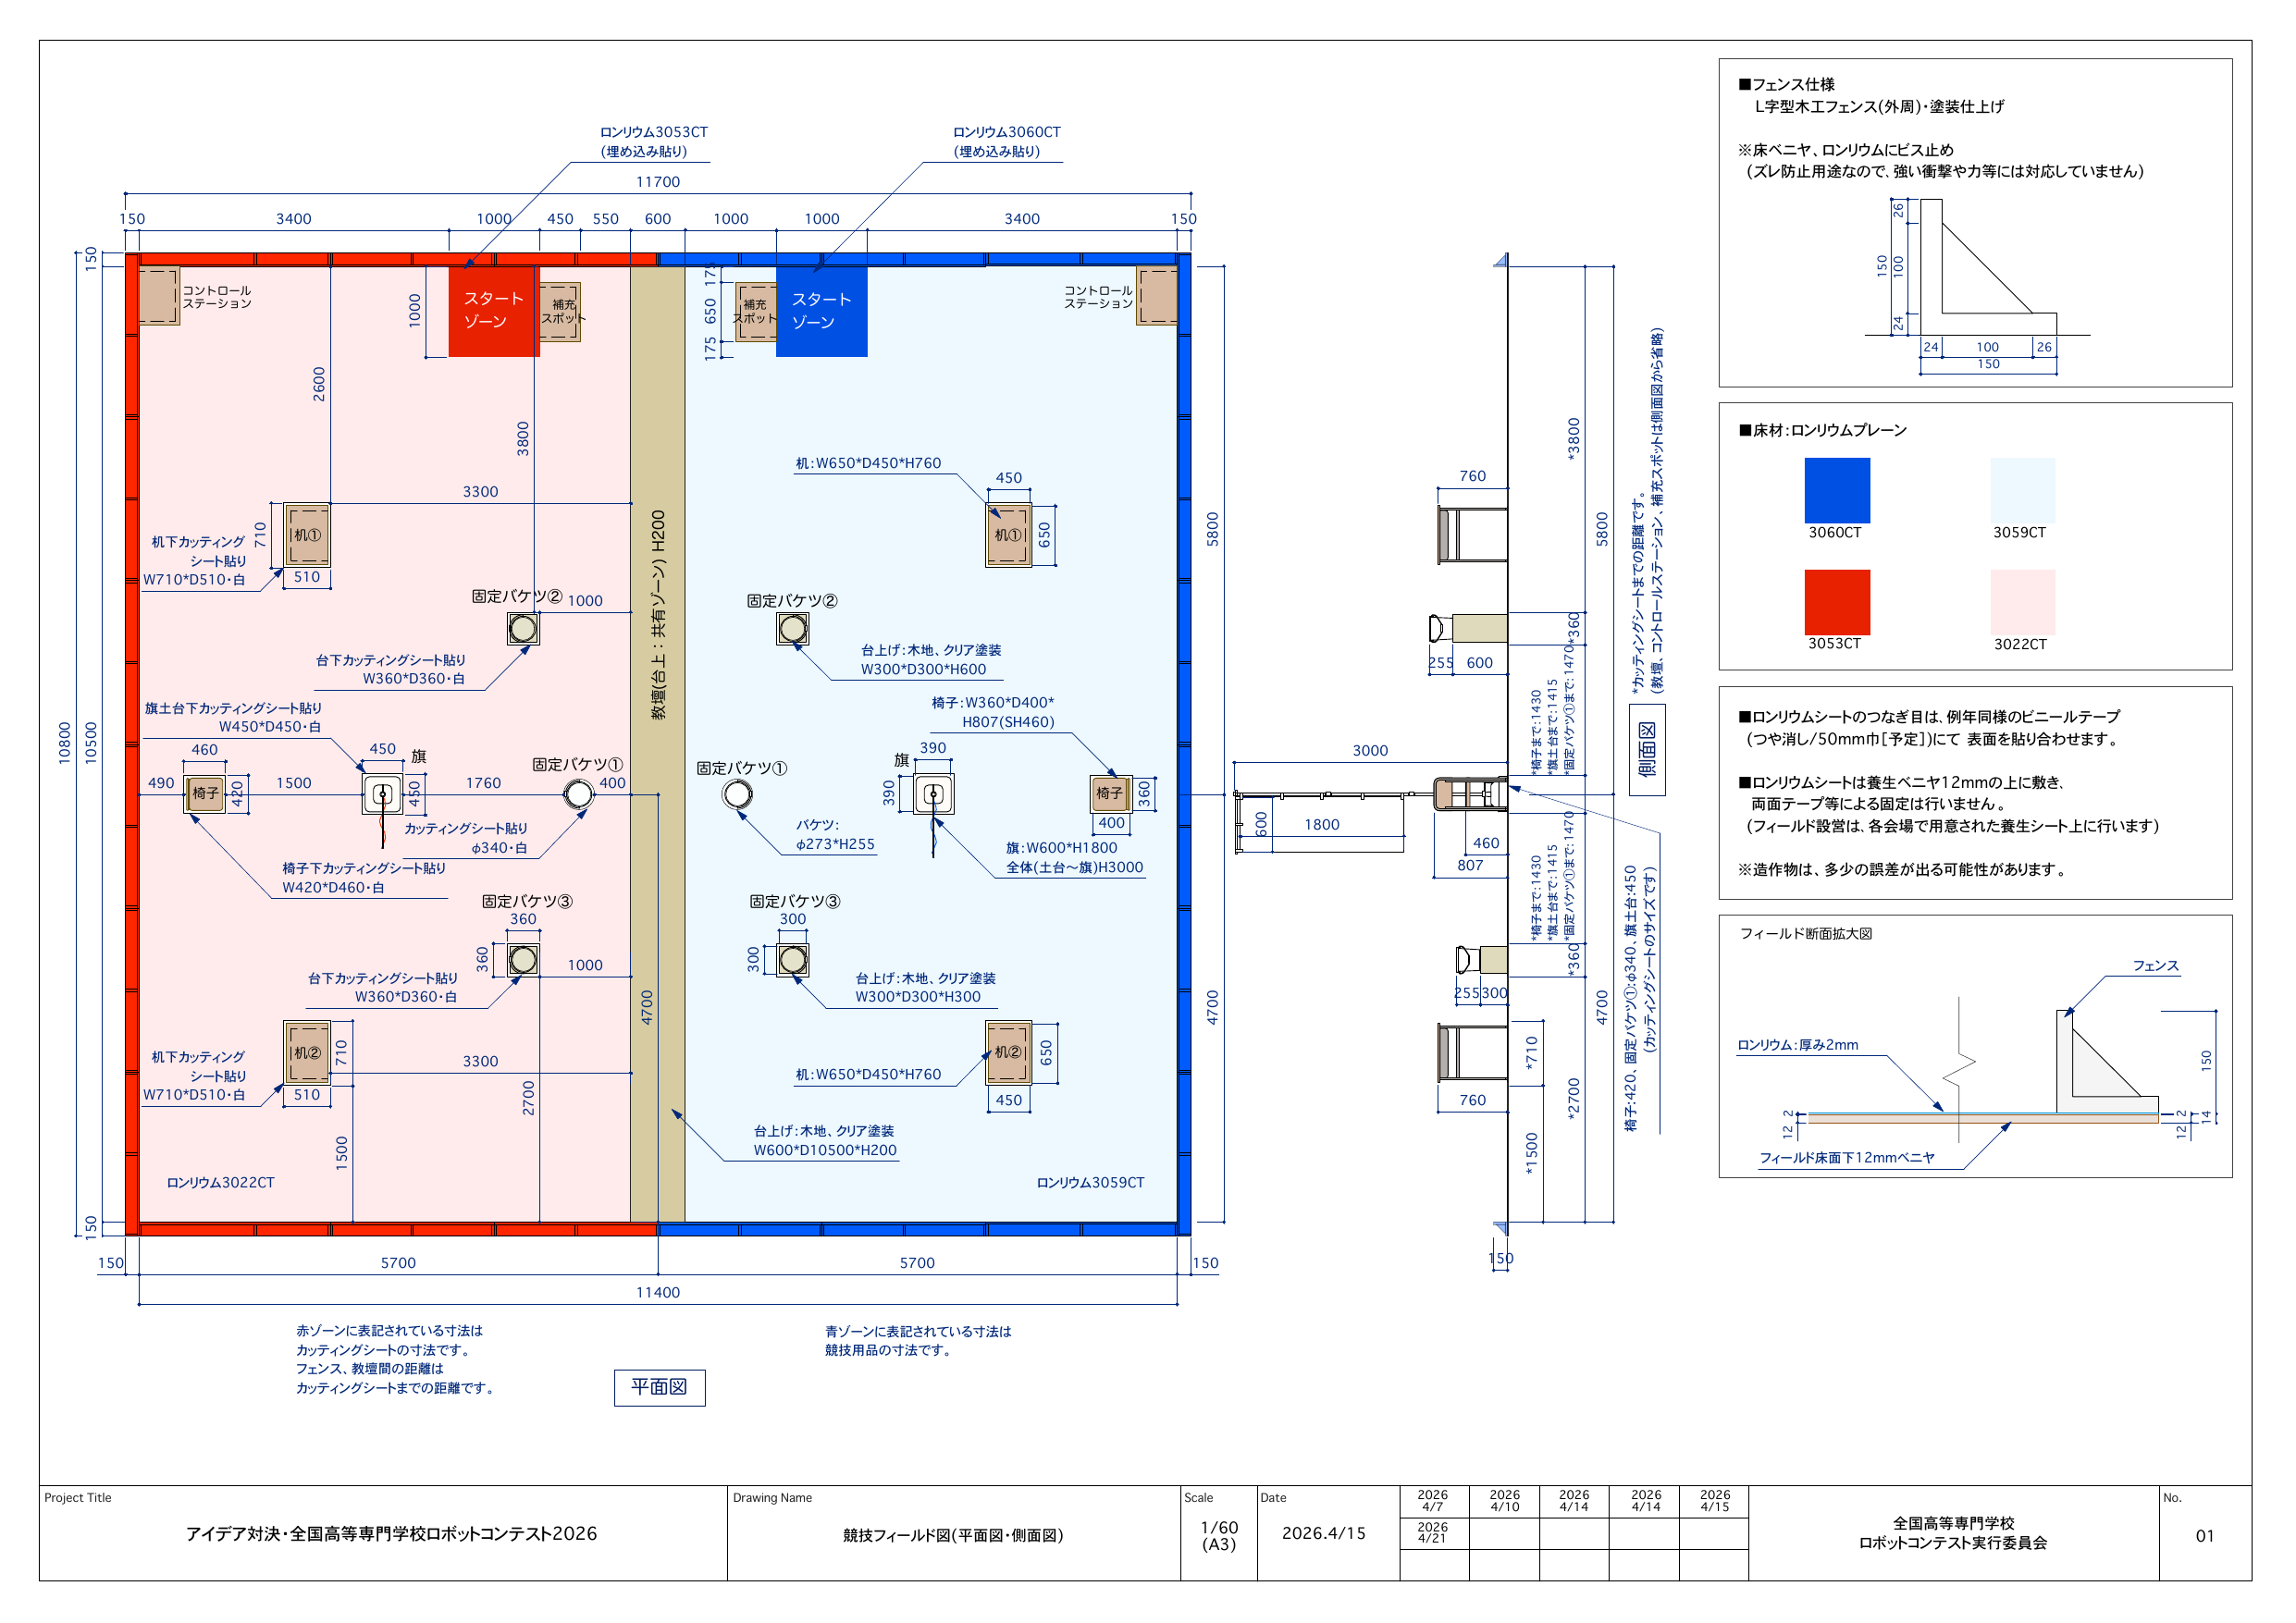 ロンリウム3053CT
(埋め込み貼り)
ロンリウム3060CT
(埋め込み貼り)
11700
150
3400
1000
450
550
600
1000
1000
3400
150
150
コントロール
ステーション
1000
スタート
ゾーン
補充
スポット
175
650
175
補充
スポット
スタート
ゾーン
コントロール
ステーション
2600
3800
机:W650*D450*H760
450
3300
710
机①
510
机下カッティング
シート貼り
W710*D510・白
机①
650
教壇(台上:共有ゾーン) H200
固定バケツ②
1000
固定バケツ②
台下カッティングシート貼り
W360*D360・白
台上げ:木地、クリア塗装
W300*D300*H600
旗土台下カッティングシート貼り
W450*D450・白
椅子:W360*D400*
H807(SH460)
10800
10500
460
450
旗
固定バケツ①
490
椅子
420
1500
450
1760
400
固定バケツ①
旗
390
390
椅子
360
400
カッティングシート貼り
φ340・白
バケツ:
φ273*H255
旗:W600*H1800
全体(土台～旗)H3000
椅子下カッティングシート貼り
W420*D460・白
固定バケツ③
360
360
1000
固定バケツ③
300
300
台下カッティングシート貼り
W360*D360・白
台上げ:木地、クリア塗装
W300*D300*H300
4700
机下カッティング
シート貼り
W710*D510・白
机②
710
510
3300
2700
1500
机:W650*D450*H760
机②
650
450
台上げ:木地、クリア塗装
W600*D10500*H200
ロンリウム3022CT
ロンリウム3059CT
150
150
5700
5700
150
11400
5800
4700
赤ゾーンに表記されている寸法は
カッティングシートの寸法です。
フェンス、教壇間の距離は
カッティングシートまでの距離です。
青ゾーンに表記されている寸法は
競技用品の寸法です。
平面図
760
255
600
3000
600
1800
460
807
255
300
760
150
*3800
5800
*360
*椅子まで:1430
*旗土台まで:1415
*固定バケツ①まで:1470
*椅子まで:1430
*旗土台まで:1415
*固定バケツ①まで:1470
*360
*710
4700
*2700
*1500
*カッティングシートまでの距離です。
(教壇、コントロールステーション、補充スポットは側面図から省略)
側面図
椅子:420、固定バケツ①:φ340、旗土台:450
(カッティングシートのサイズです)
■フェンス仕様
L字型木工フェンス(外周)・塗装仕上げ
※床ベニヤ、ロンリウムにビス止め
(ズレ防止用途なので、強い衝撃や力等には対応していません)
26
150
100
24
24
100
26
150
■床材:ロンリウムプレーン
3060CT
3059CT
3053CT
3022CT
■ロンリウムシートのつなぎ目は、例年同様のビニールテープ
(つや消し/50mm巾[予定])にて 表面を貼り合わせます。
■ロンリウムシートは養生ベニヤ12mmの上に敷き、
両面テープ等による固定は行いません。
(フィールド設営は、各会場で用意された養生シート上に行います)
※造作物は、多少の誤差が出る可能性があります。
フィールド断面拡大図
フェンス
ロンリウム:厚み2mm
150
2
12
2
12
14
フィールド床面下12mmベニヤ
Project Title
アイデア対決・全国高等専門学校ロボットコンテスト2026
Drawing Name
競技フィールド図(平面図・側面図)
Scale
1/60
(A3)
Date
2026.4/15
2026
4/7
2026
4/10
2026
4/14
2026
4/14
2026
4/15
2026
4/21
全国高等専門学校
ロボットコンテスト実行委員会
No.
01